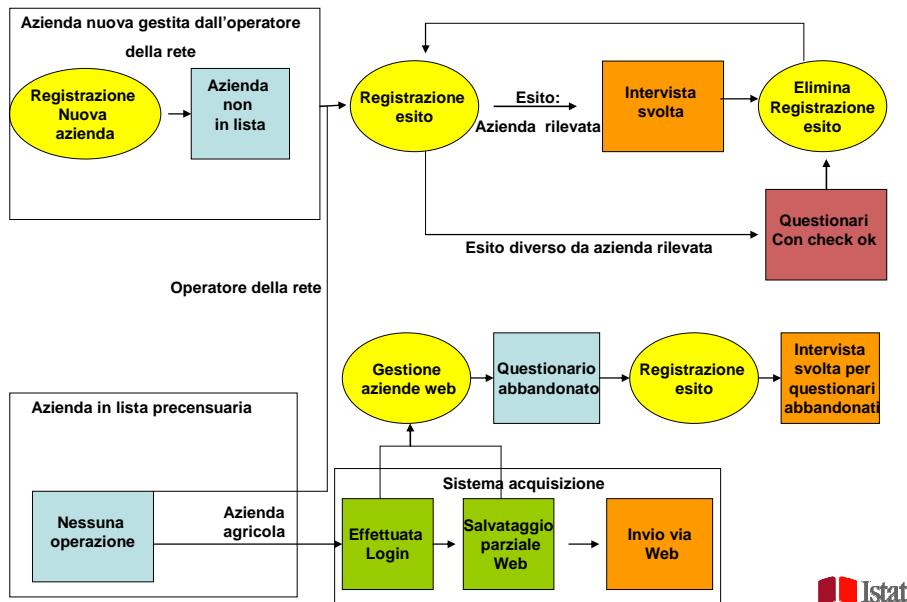 Azienda nuova gestita dall'operatore
della rete
Registrazione
Nuova
azienda
Azienda
non
in lista
Registrazione
esito
Esito:
Azienda rilevata
Intervista
svolta
Elimina
Registrazione
esito
Questionari
Con check ok
Esito diverso da azienda rilevata
Operatore della rete
Gestione
aziende web
Questionario
abbandonato
Registrazione
esito
Intervista
svolta per
questionari
abbandonati
Azienda in lista precensuaria
Nessuna
operazione
Azienda
agricola
Sistema acquisizione
Effettuata
Login
Salvataggio
parziale
Web
Invio via
Web
Istat